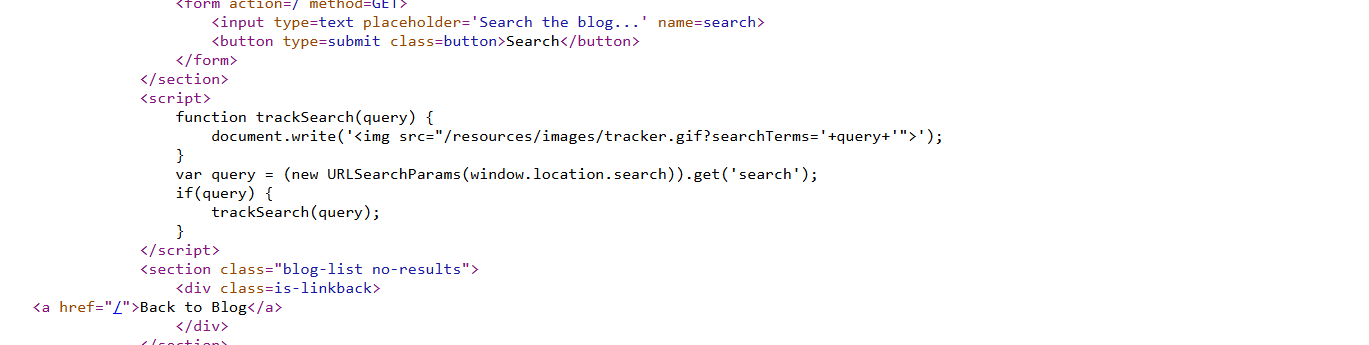 <form action=/ method=GET>
<input type=text placeholder='Search the blog...' name=search>
<button type=submit class=button>Search</button>
</form>
</section>
<script>
function trackSearch(query) {
document.write('<img src="/resources/images/tracker.gif?searchTerms='+query+'">');
}
var query = (new URLSearchParams(window.location.search)).get('search');
if(query) {
trackSearch(query);
}
</script>
<section class="blog-list no-results">
<div class=is-linkback>
<a href="/">Back to Blog</a>
</div>
</section>